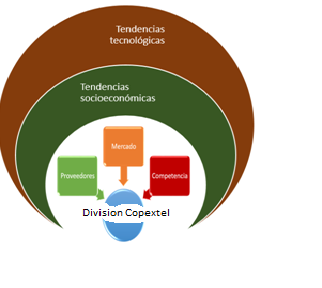 Tendencias
tecnológicas
Tendencias
socioeconómicas
Mercado
Proveedores
Competencia
Division Copextel